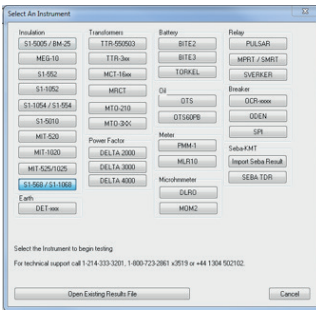 Select An Instrument
Insulation
S1-5005 / BM-25
MEG-10
S1-552
S1-1052
S1-1054 / S1-554
S1-5010
MIT-520
MIT-1020
MIT-525/1025
S1-568 / S1-1068
Earth
DET-xxx
Transformers
TTR-550503
TTR-3xx
MCT-16xx
MRCT
MTO-210
MTO-3XX
Power Factor
DELTA 2000
DELTA 3000
DELTA 4000
Battery
BITE2
BITE3
TORKEL
Oil
OTS
OTS60PB
Meter
PMM-1
MLR10
Microhmmeter
DLRO
MOM2
Relay
PULSAR
MPRT / SMRT
SVERKER
Breaker
OCR-xxxx
ODEN
SPI
Seba-KMT
Import Seba Result
SEBA TDR
Select the Instrument to begin testing
For technical support call 1-214-333-3201, 1-800-723-2861 x3519 or +44 1304 502102.
Open Existing Results File
Cancel